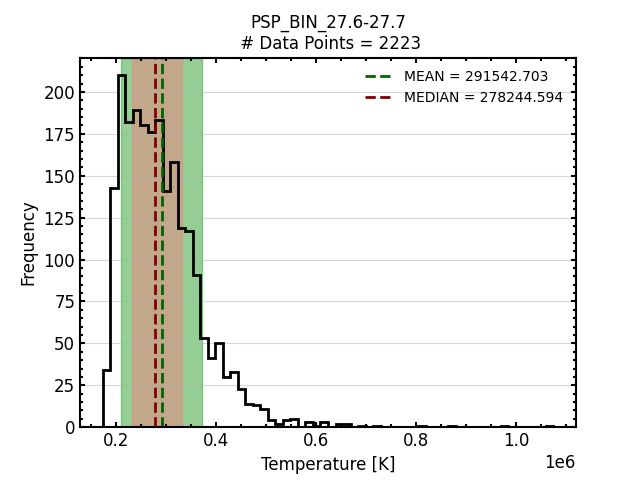 PSP_BIN_27.6-27.7
# Data Points = 2223
MEAN = 291542.703
MEDIAN = 278244.594
Frequency
200
175
150
125
100
75
50
25
0
0.2 0.4 0.6 0.8 1.0
1e6
Temperature [K]